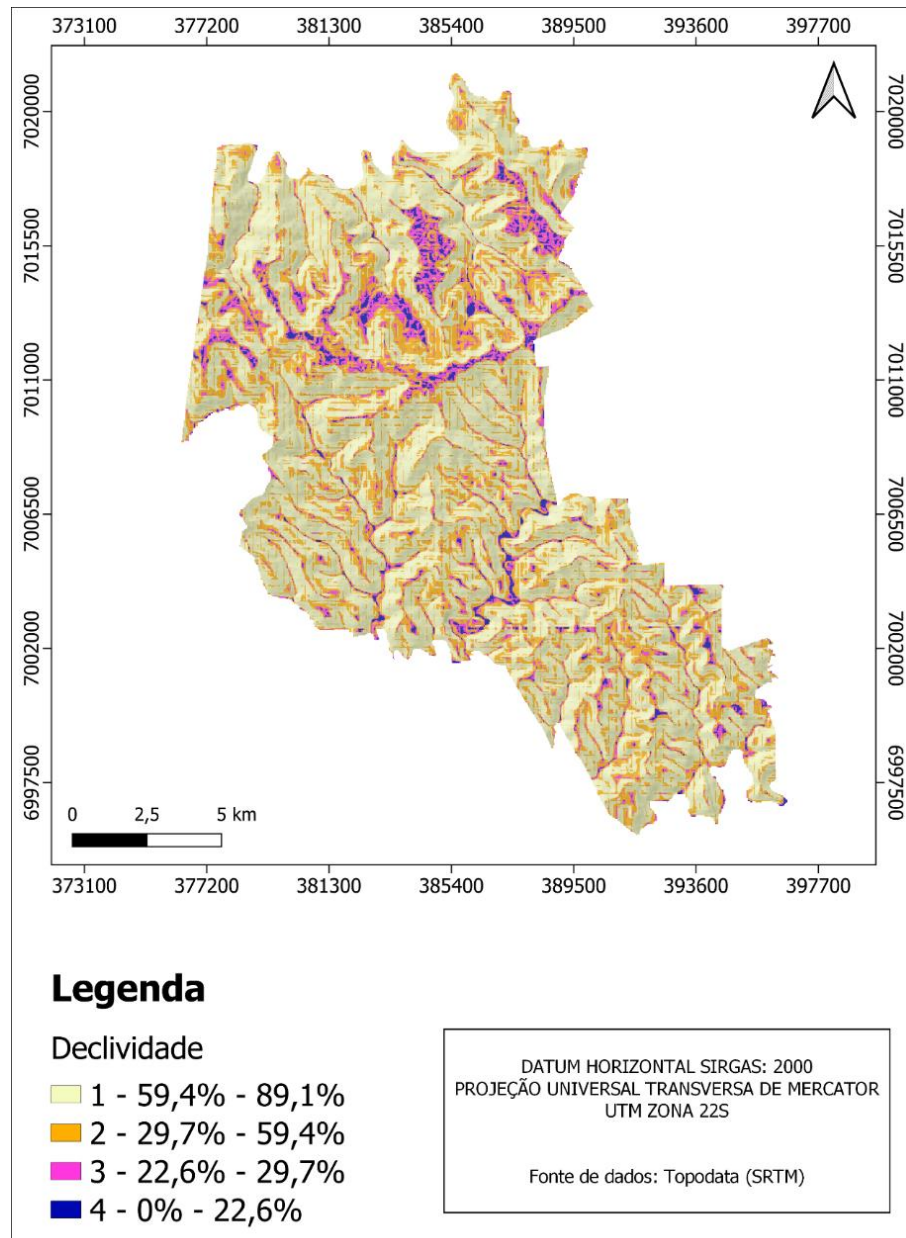 373100 377200 381300 385400 389500 393600 397700
7020000 7020000
7015500 7015500
7011000 7011000
7006500 7006500
7002000 7002000
6997500 6997500
0 2,5 5 km
373100 377200 381300 385400 389500 393600 397700
Legenda
Declividade
1 - 59,4% - 89,1%
2 - 29,7% - 59,4%
3 - 22,6% - 29,7%
4 - 0% - 22,6%
DATUM HORIZONTAL SIRGAS: 2000
PROJEÇÃO UNIVERSAL TRANSVERSA DE MERCATOR
UTM ZONA 22S
Fonte de dados: Topodata (SRTM)